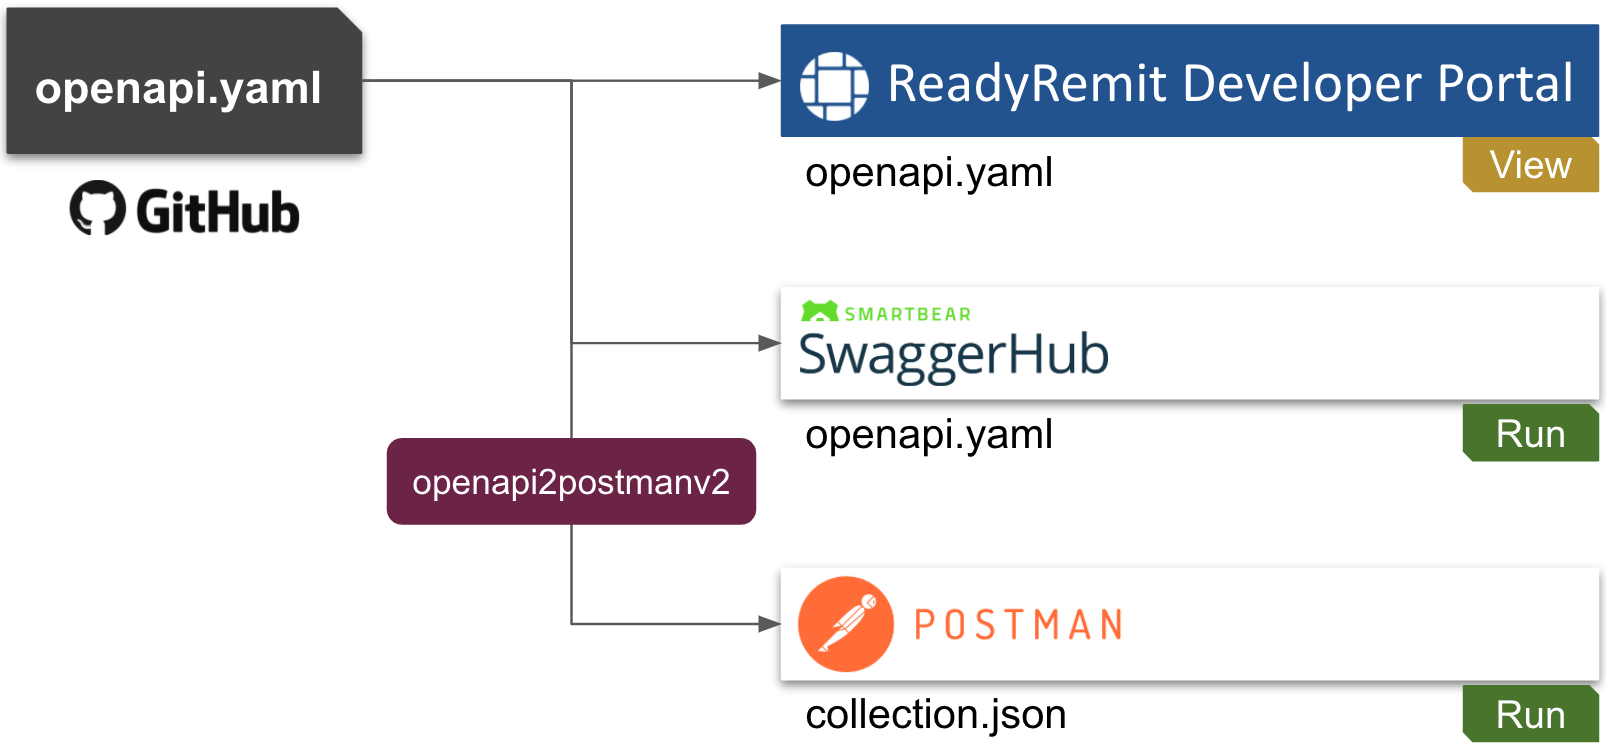 openapi.yaml
GitHub
ReadyRemit Developer Portal
openapi.yaml
View
SMARTBEAR
SwaggerHub
openapi.yaml
Run
openapi2postmanv2
POSTMAN
collection.json
Run